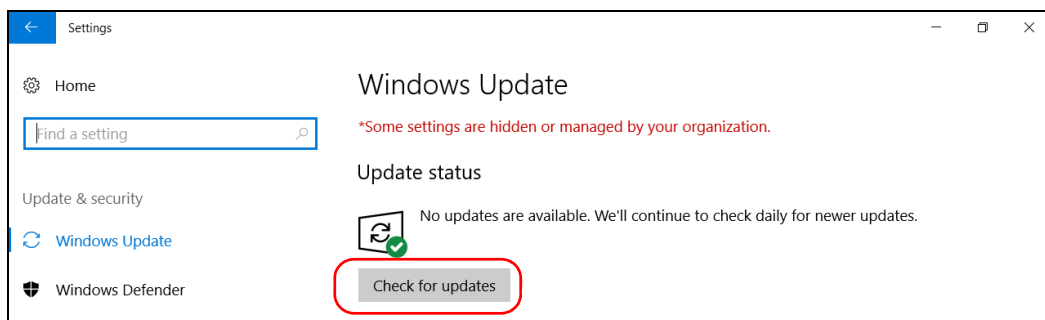 Settings
Home
Find a setting
Update & security
Windows Update
Windows Defender
Windows Update
*Some settings are hidden or managed by your organization.
Update status
No updates are available. We'll continue to check daily for newer updates.
Check for updates